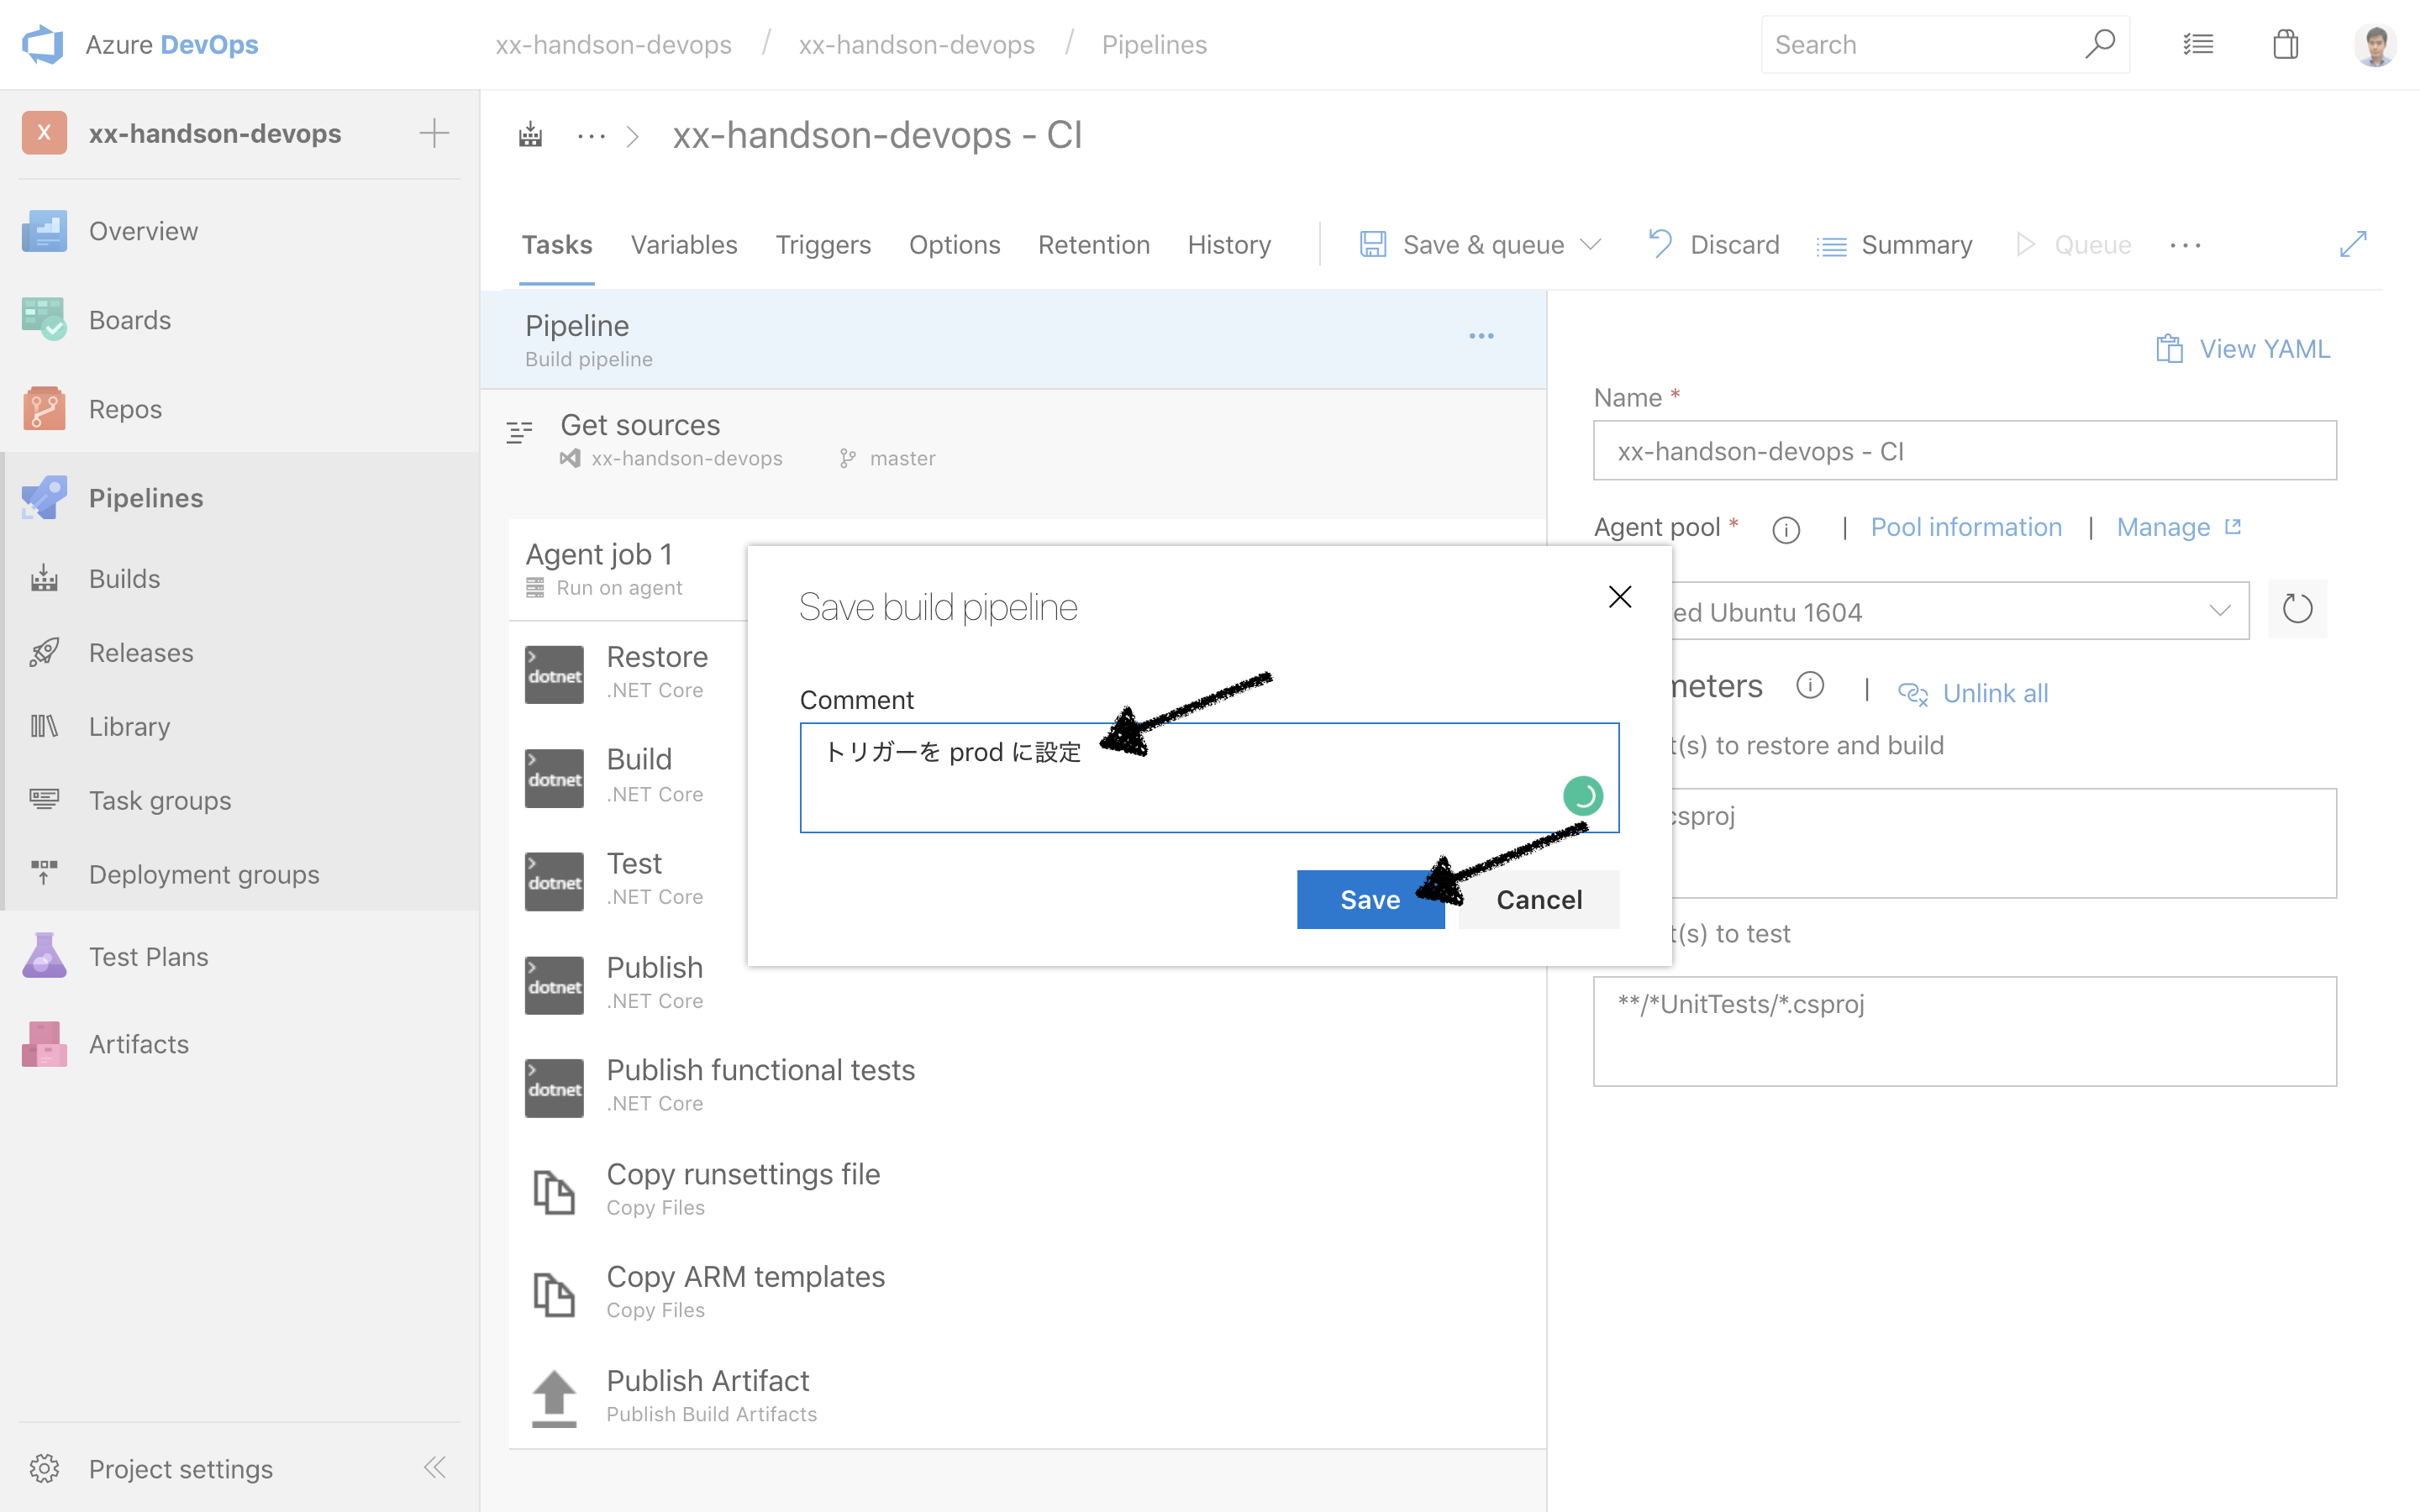 Azure DevOps
xx-handson-devops / xx-handson-devops / Pipelines
Search
X
xx-handson-devops
Overview
Boards
Repos
Pipelines
Builds
Releases
Library
Task groups
Deployment groups
Test Plans
Artifacts
Project settings
xx-handson-devops - CI
Tasks Variables Triggers Options Retention History Save & queue Discard Summary Queue
Pipeline
Build pipeline
Get sources
xx-handson-devops master
Agent job 1
Run on agent
dotnet
Restore
.NET Core
dotnet
Build
.NET Core
dotnet
Test
.NET Core
dotnet
Publish
.NET Core
dotnet
Publish functional tests
.NET Core
Copy runsettings file
Copy Files
Copy ARM templates
Copy Files
Publish Artifact
Publish Build Artifacts
Save build pipeline
Comment
トリガーを prod に設定
Save
Cancel
View YAML
Name *
xx-handson-devops - CI
Agent pool * | Pool information | Manage
ed Ubuntu 1604
meters | Unlink all
t(s) to restore and build
csproj
t(s) to test
**/*UnitTests/*.csproj